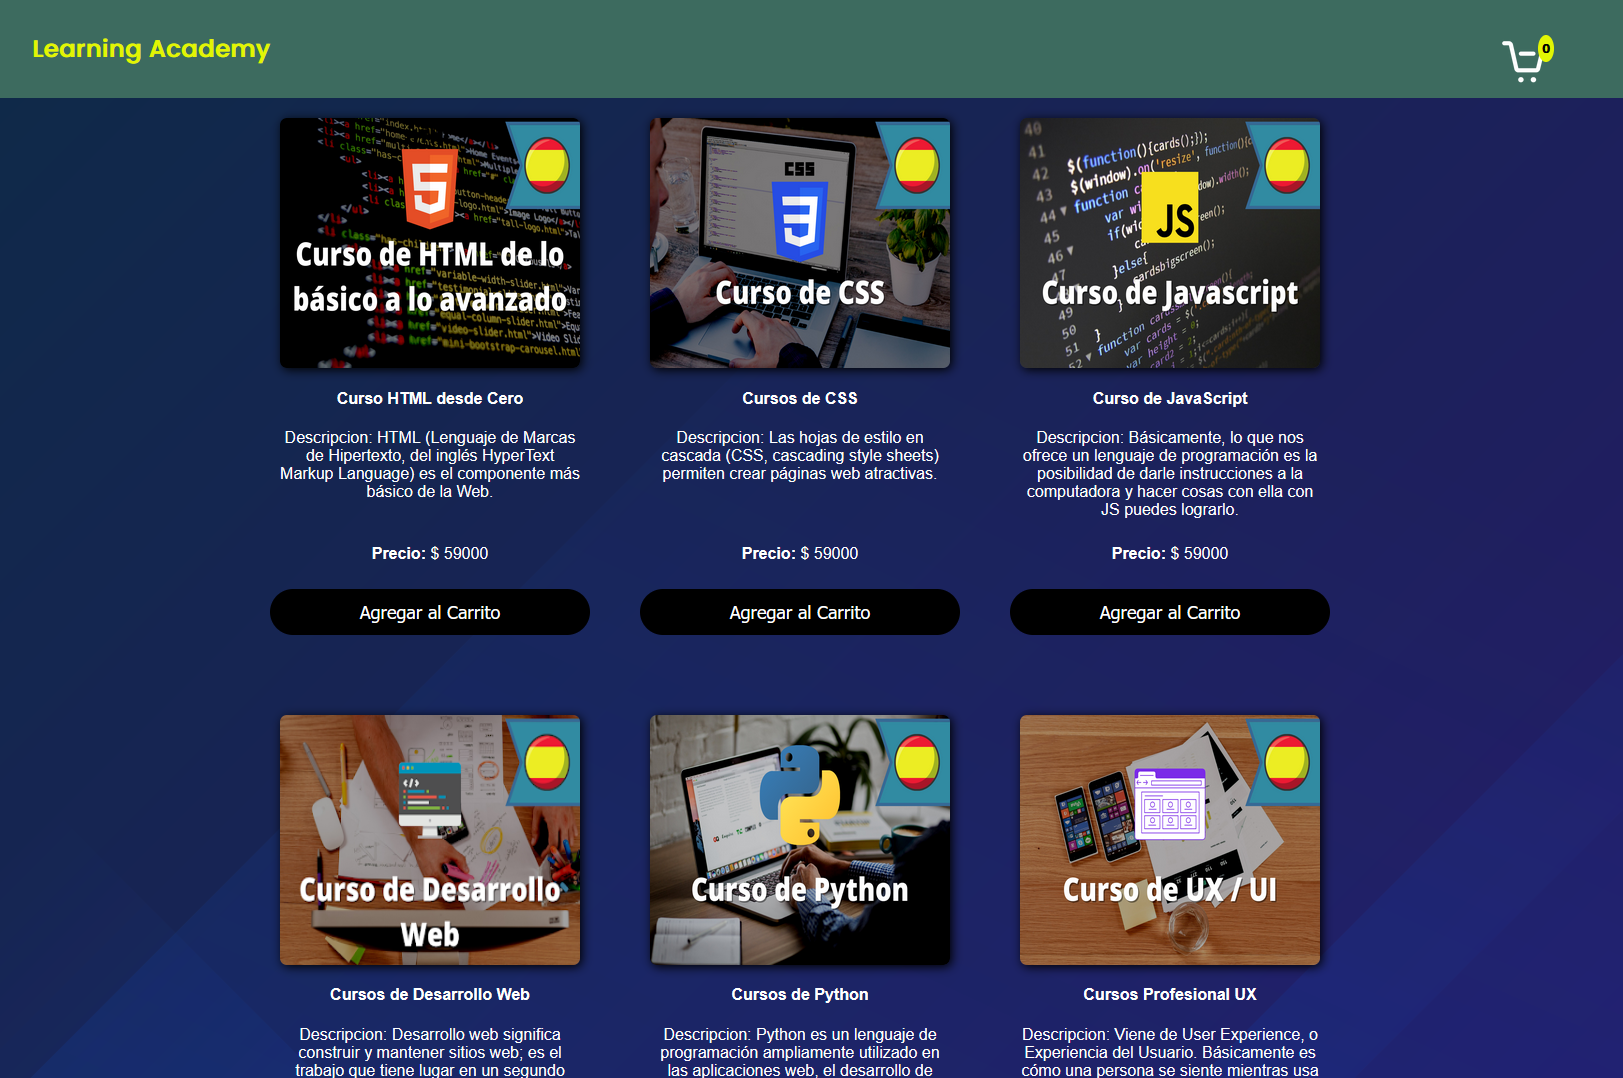 Learning Academy
0
Curso de HTML de lo
básico a lo avanzado
CSS
Curso de CSS
JS
Curso de Javascript
Curso HTML desde Cero
Cursos de CSS
Curso de JavaScript
Descripcion: HTML (Lenguaje de Marcas
de Hipertexto, del inglés HyperText
Markup Language) es el componente más
básico de la Web.
Descripcion: Las hojas de estilo en
cascada (CSS, cascading style sheets)
permiten crear páginas web atractivas.
Descripcion: Básicamente, lo que nos
ofrece un lenguaje de programación es la
posibilidad de darle instrucciones a la
computadora y hacer cosas con ella con
JS puedes lograrlo.
Precio: $ 59000
Precio: $ 59000
Precio: $ 59000
Agregar al Carrito
Agregar al Carrito
Agregar al Carrito
Curso de Desarrollo
Web
Curso de Python
Curso de UX / UI
Cursos de Desarrollo Web
Cursos de Python
Cursos Profesional UX
Descripcion: Desarrollo web significa
construir y mantener sitios web; es el
trabajo que tiene lugar en un segundo
Descripcion: Python es un lenguaje de
programación ampliamente utilizado en
las aplicaciones web, el desarrollo de
Descripcion: Viene de User Experience, o
Experiencia del Usuario. Básicamente es
cómo una persona se siente mientras usa